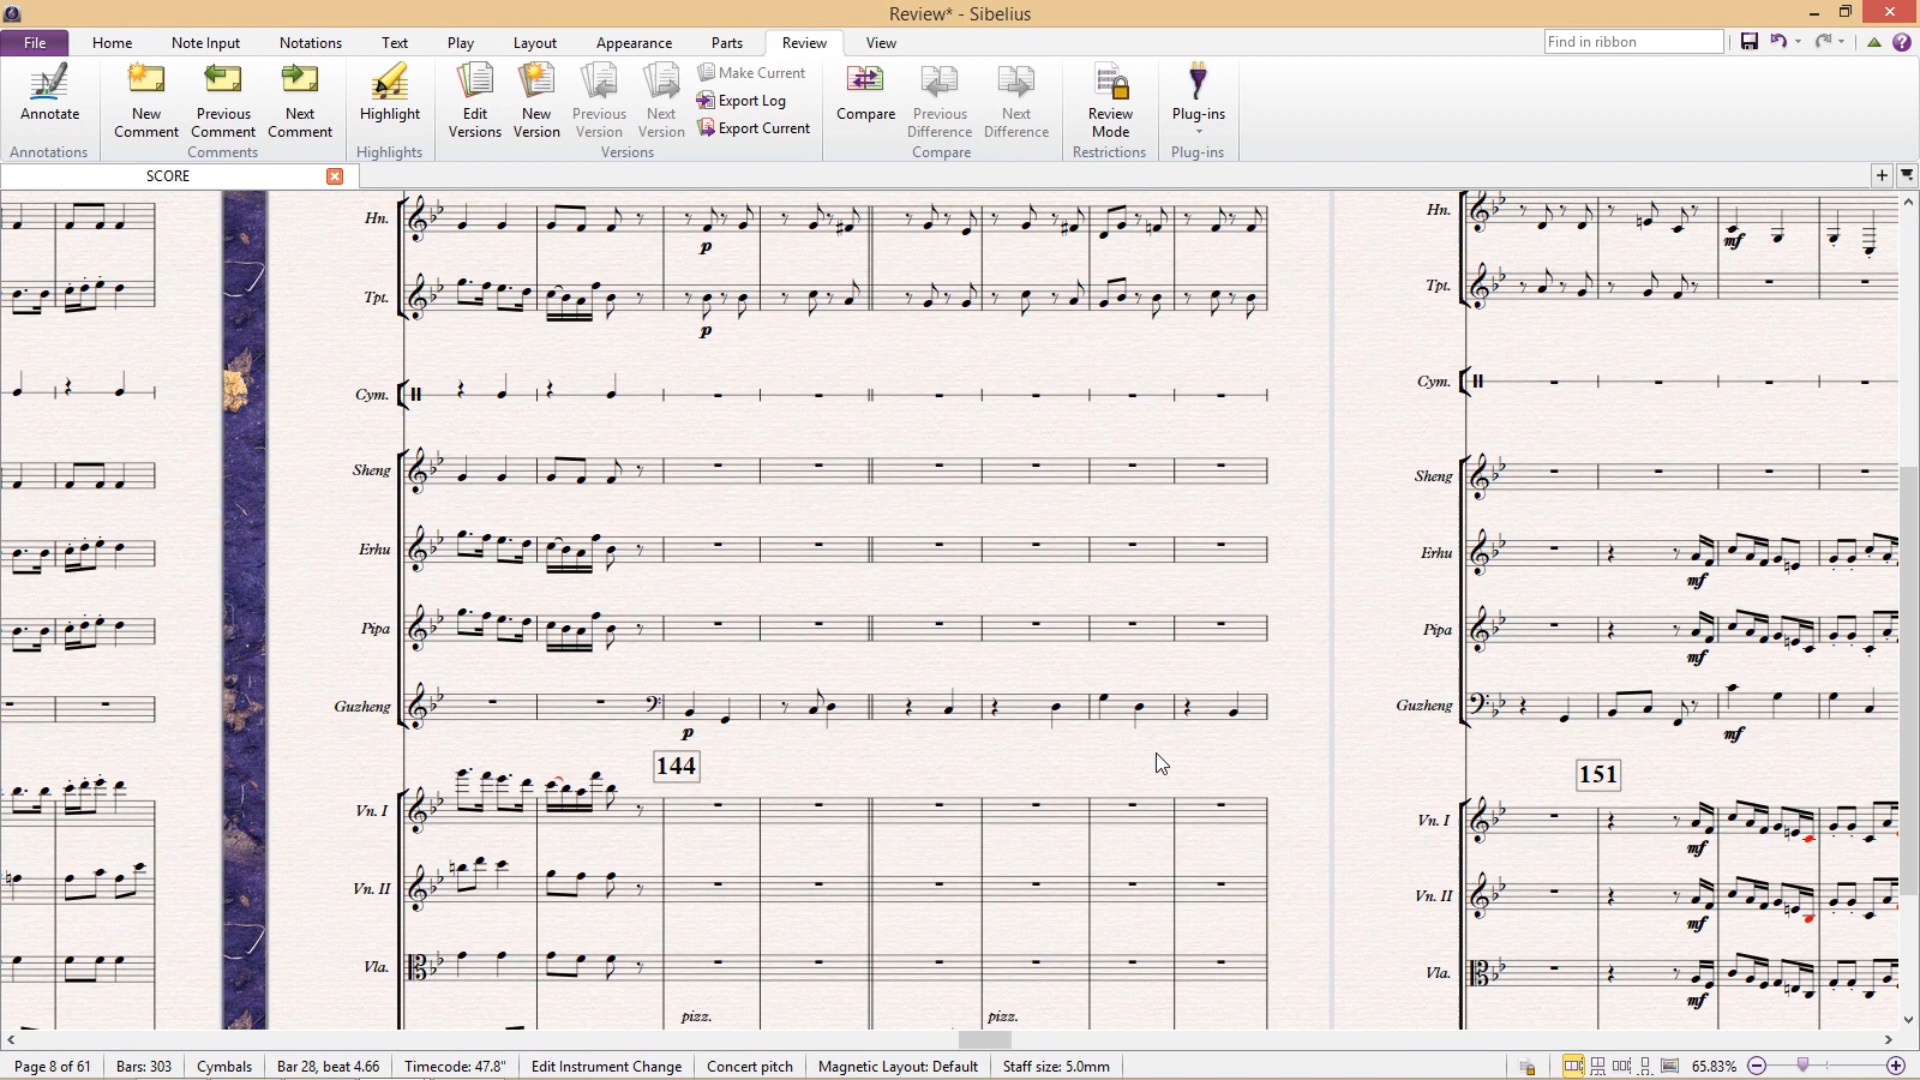 Review* - Sibelius
File Home Note Input Notations Text Play Layout Appearance Parts Review View Find in ribbon
Annotate New Comment Previous Comment Next Comment Highlight Edit Versions New Version Previous Version Next Version Make Current Export Log Export Current Compare Previous Difference Next Difference Review Mode Plug-ins
Annotations Comments Highlights Versions Compare Restrictions Plug-ins
SCORE
Hn. Hn.
p mf
Tpt. Tpt.
p
Cym. Cym.
Sheng Sheng
Erhu Erhu
mf
Pipa Pipa
mf
Guzheng Guzheng
p mf
144 151
Vn. I Vn. I
mf
Vn. II Vn. II
mf
Vla. Vla.
mf
pizz. pizz.
Page 8 of 61 Bars: 303 Cymbals Bar 28, beat 4.66 Timecode: 47.8" Edit Instrument Change Concert pitch Magnetic Layout: Default Staff size: 5.0mm 65.83%